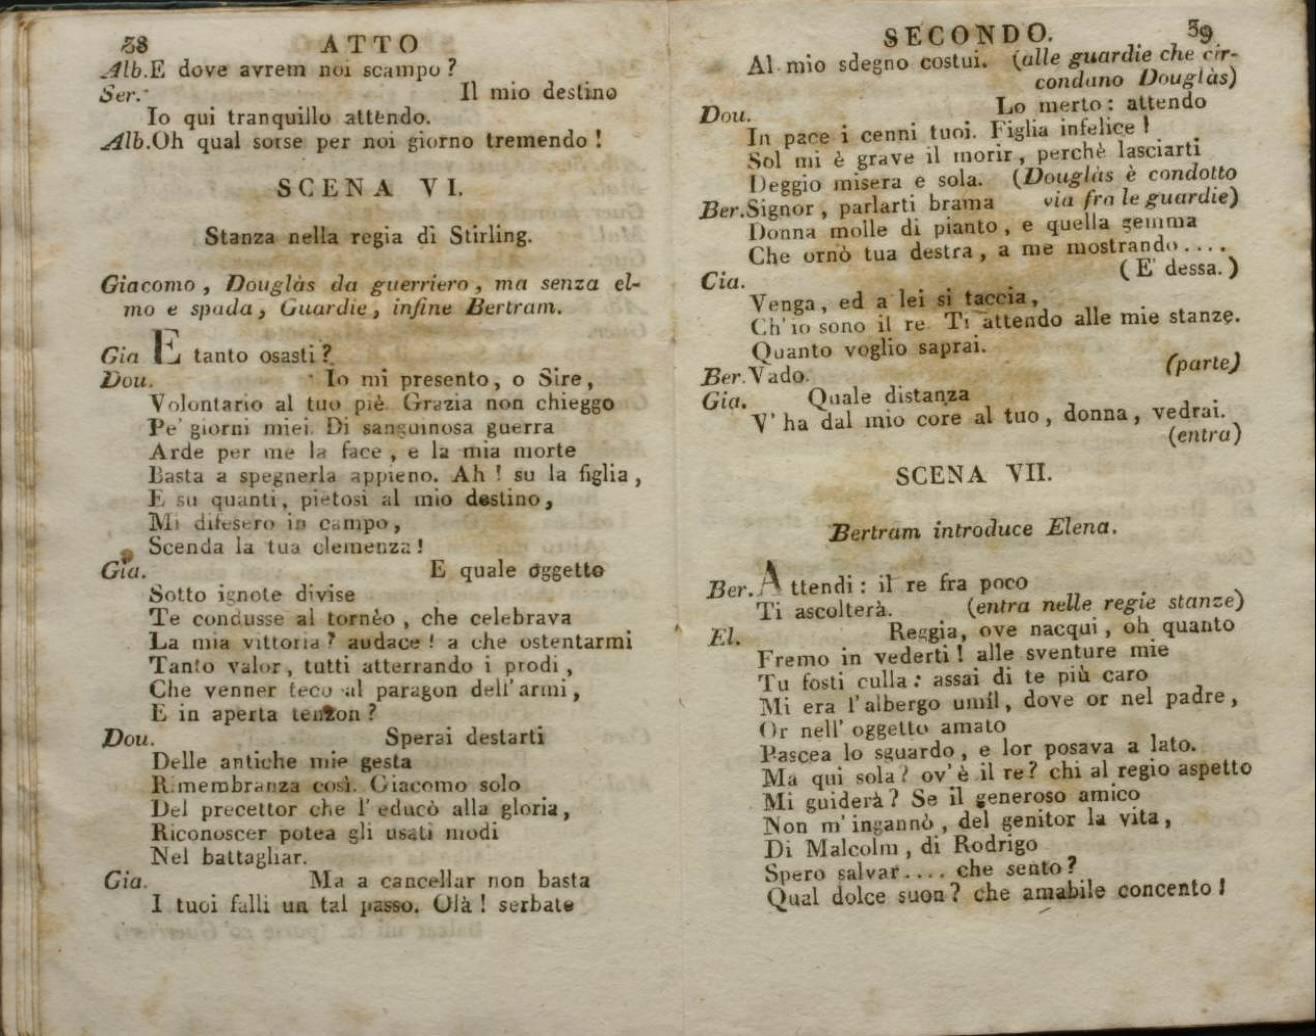 38 ATTO
Alb. E dove avrem noi scampo ?
Ser. Il mio destino
Io qui tranquillo attendo.
Alb. Oh qual sorse per noi giorno tremendo !
SCENA VI.
Stanza nella regia di Stirling.
Giacomo , Douglàs da guerriero , ma senza el-
mo e spada, Guardie, infine Bertram.
Gia E tanto osasti ?
Dou. Io mi presento, o Sire,
Volontario al tuo piè. Grazia non chieggo
Pe' giorni miei. Di sanguinosa guerra
Arde per me la face , e la mia morte
Basta a spegnerla appieno. Ah ! su la figlia ,
E su quanti, pietosi al mio destino,
Mi difesero in campo,
Scenda la tua clemenza !
Gia. E quale oggetto
Sotto ignote divise
Te condusse al tornèo , che celebrava
La mia vittoria ? audace ! a che ostentarmi
Tanto valor, tutti atterrando i prodi ,
Che venner teco al paragon dell' armi,
E in aperta tenzon ?
Dou. Sperai destarti
Delle antiche mie gesta
Rimembranza così. Giacomo solo
Del precettor che l' educò alla gloria,
Riconoscer potea gli usati modi
Nel battagliar.
Gia. Ma a cancellar non basta
I tuoi falli un tal passo. Olà ! serbate
SECONDO. 39
Al mio sdegno costui. (alle guardie che cir-
condano Douglàs)
Dou. Lo merto : attendo
In pace i cenni tuoi. Figlia infelice !
Sol mi è grave il morir, perchè lasciarti
Deggio misera e sola. (Douglàs è condotto
via fra le guardie)
Ber. Signor, parlarti brama
Donna molle di pianto, e quella gemma
Che ornò tua destra, a me mostrando....
Cia. ( E' dessa. )
Venga, ed a lei si taccia,
Ch' io sono il re Ti attendo alle mie stanze.
Quanto voglio saprai.
(parte)
Ber. Vado.
Gia. Quale distanza
V' ha dal mio core al tuo, donna, vedrai.
(entra)
SCENA VII.
Bertram introduce Elena.
Ber. Attendi : il re fra poco
Ti ascolterà. (entra nelle regie stanze)
El. Reggia, ove nacqui, oh quanto
Fremo in vederti ! alle sventure mie
Tu fosti culla : assai di te più caro
Mi era l' albergo umil, dove or nel padre,
Or nell' oggetto amato
Pascea lo sguardo, e lor posava a lato.
Ma qui sola ? ov' è il re ? chi al regio aspetto
Mi guiderà ? Se il generoso amico
Non m' ingannò, del genitor la vita,
Di Malcolm, di Rodrigo
Spero salvar.... che sento ?
Qual dolce suon ? che amabile concento !